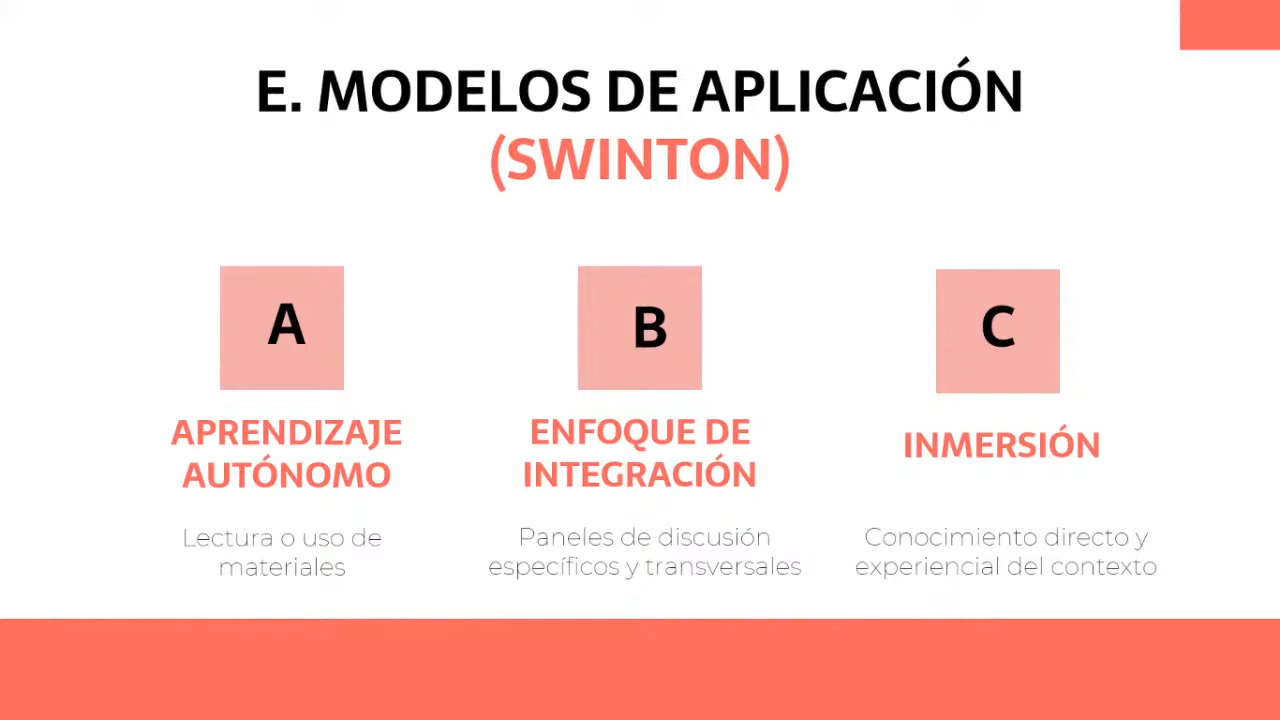 E. MODELOS DE APLICACIÓN
(SWINTON)
A
APRENDIZAJE
AUTÓNOMO
Lectura o uso de
materiales
B
ENFOQUE DE
INTEGRACIÓN
Paneles de discusión
específicos y transversales
C
INMERSIÓN
Conocimiento directo y
experiencial del contexto